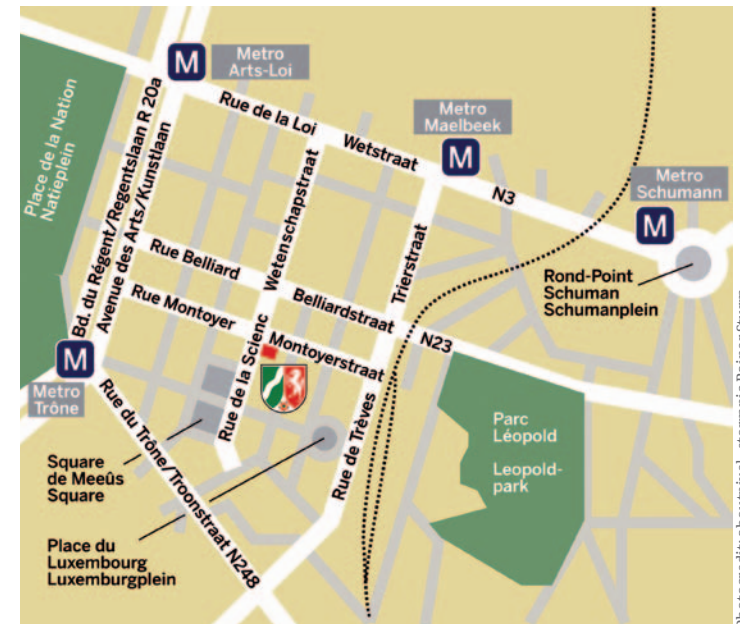 Metro
Arts-Loi
Place de la Nation
Natieplein
Bd. du Régent/Regentslaan R 20a
Avenue des Arts/Kunstlaan
Rue de la Loi
Wetstraat
Metro
Maelbeek
N3
Metro
Schumann
M
M
M
M
Wetenschapstraat
Trierstraat
Rue Belliard
Belliardstraat
N23
Rond-Point
Schuman
Schumanplein
Rue Montoyer
Montoyerstraat
Metro
Trône
Rue de la Scienc
Rue de Trèves
Rue du Trône/Troonstraat N248
Parc
Léopold
Leopold-
park
Square
de Meeûs
Square
Place du
Luxembourg
Luxemburgplein